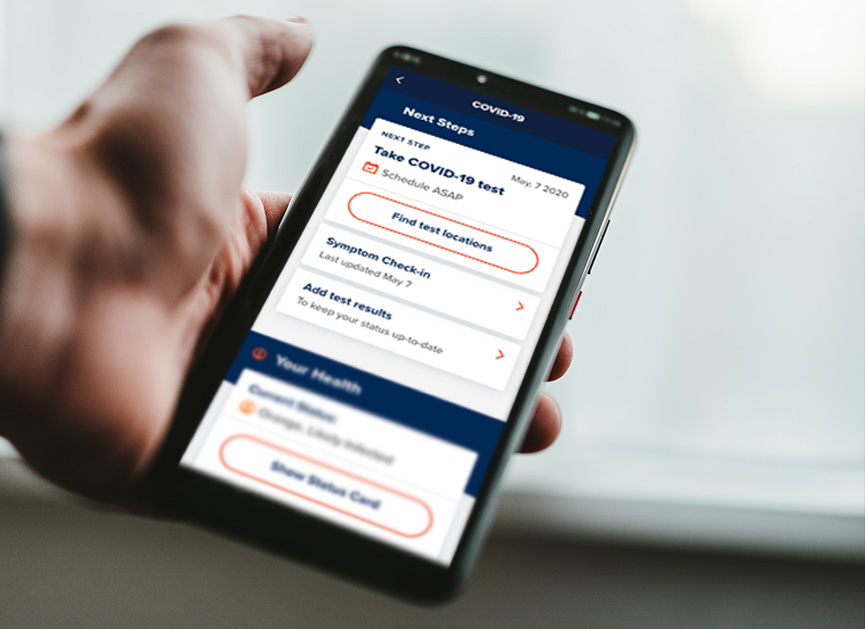 COVID-19
Next Steps
NEXT STEP
Take COVID-19 test
May, 7 2020
Schedule ASAP
Find test locations
Symptom Check-in
Last updated May 7
Add test results
To keep your status up-to-date
Your Health
Current Status:
Orange, Likely Infected
Show Status Card